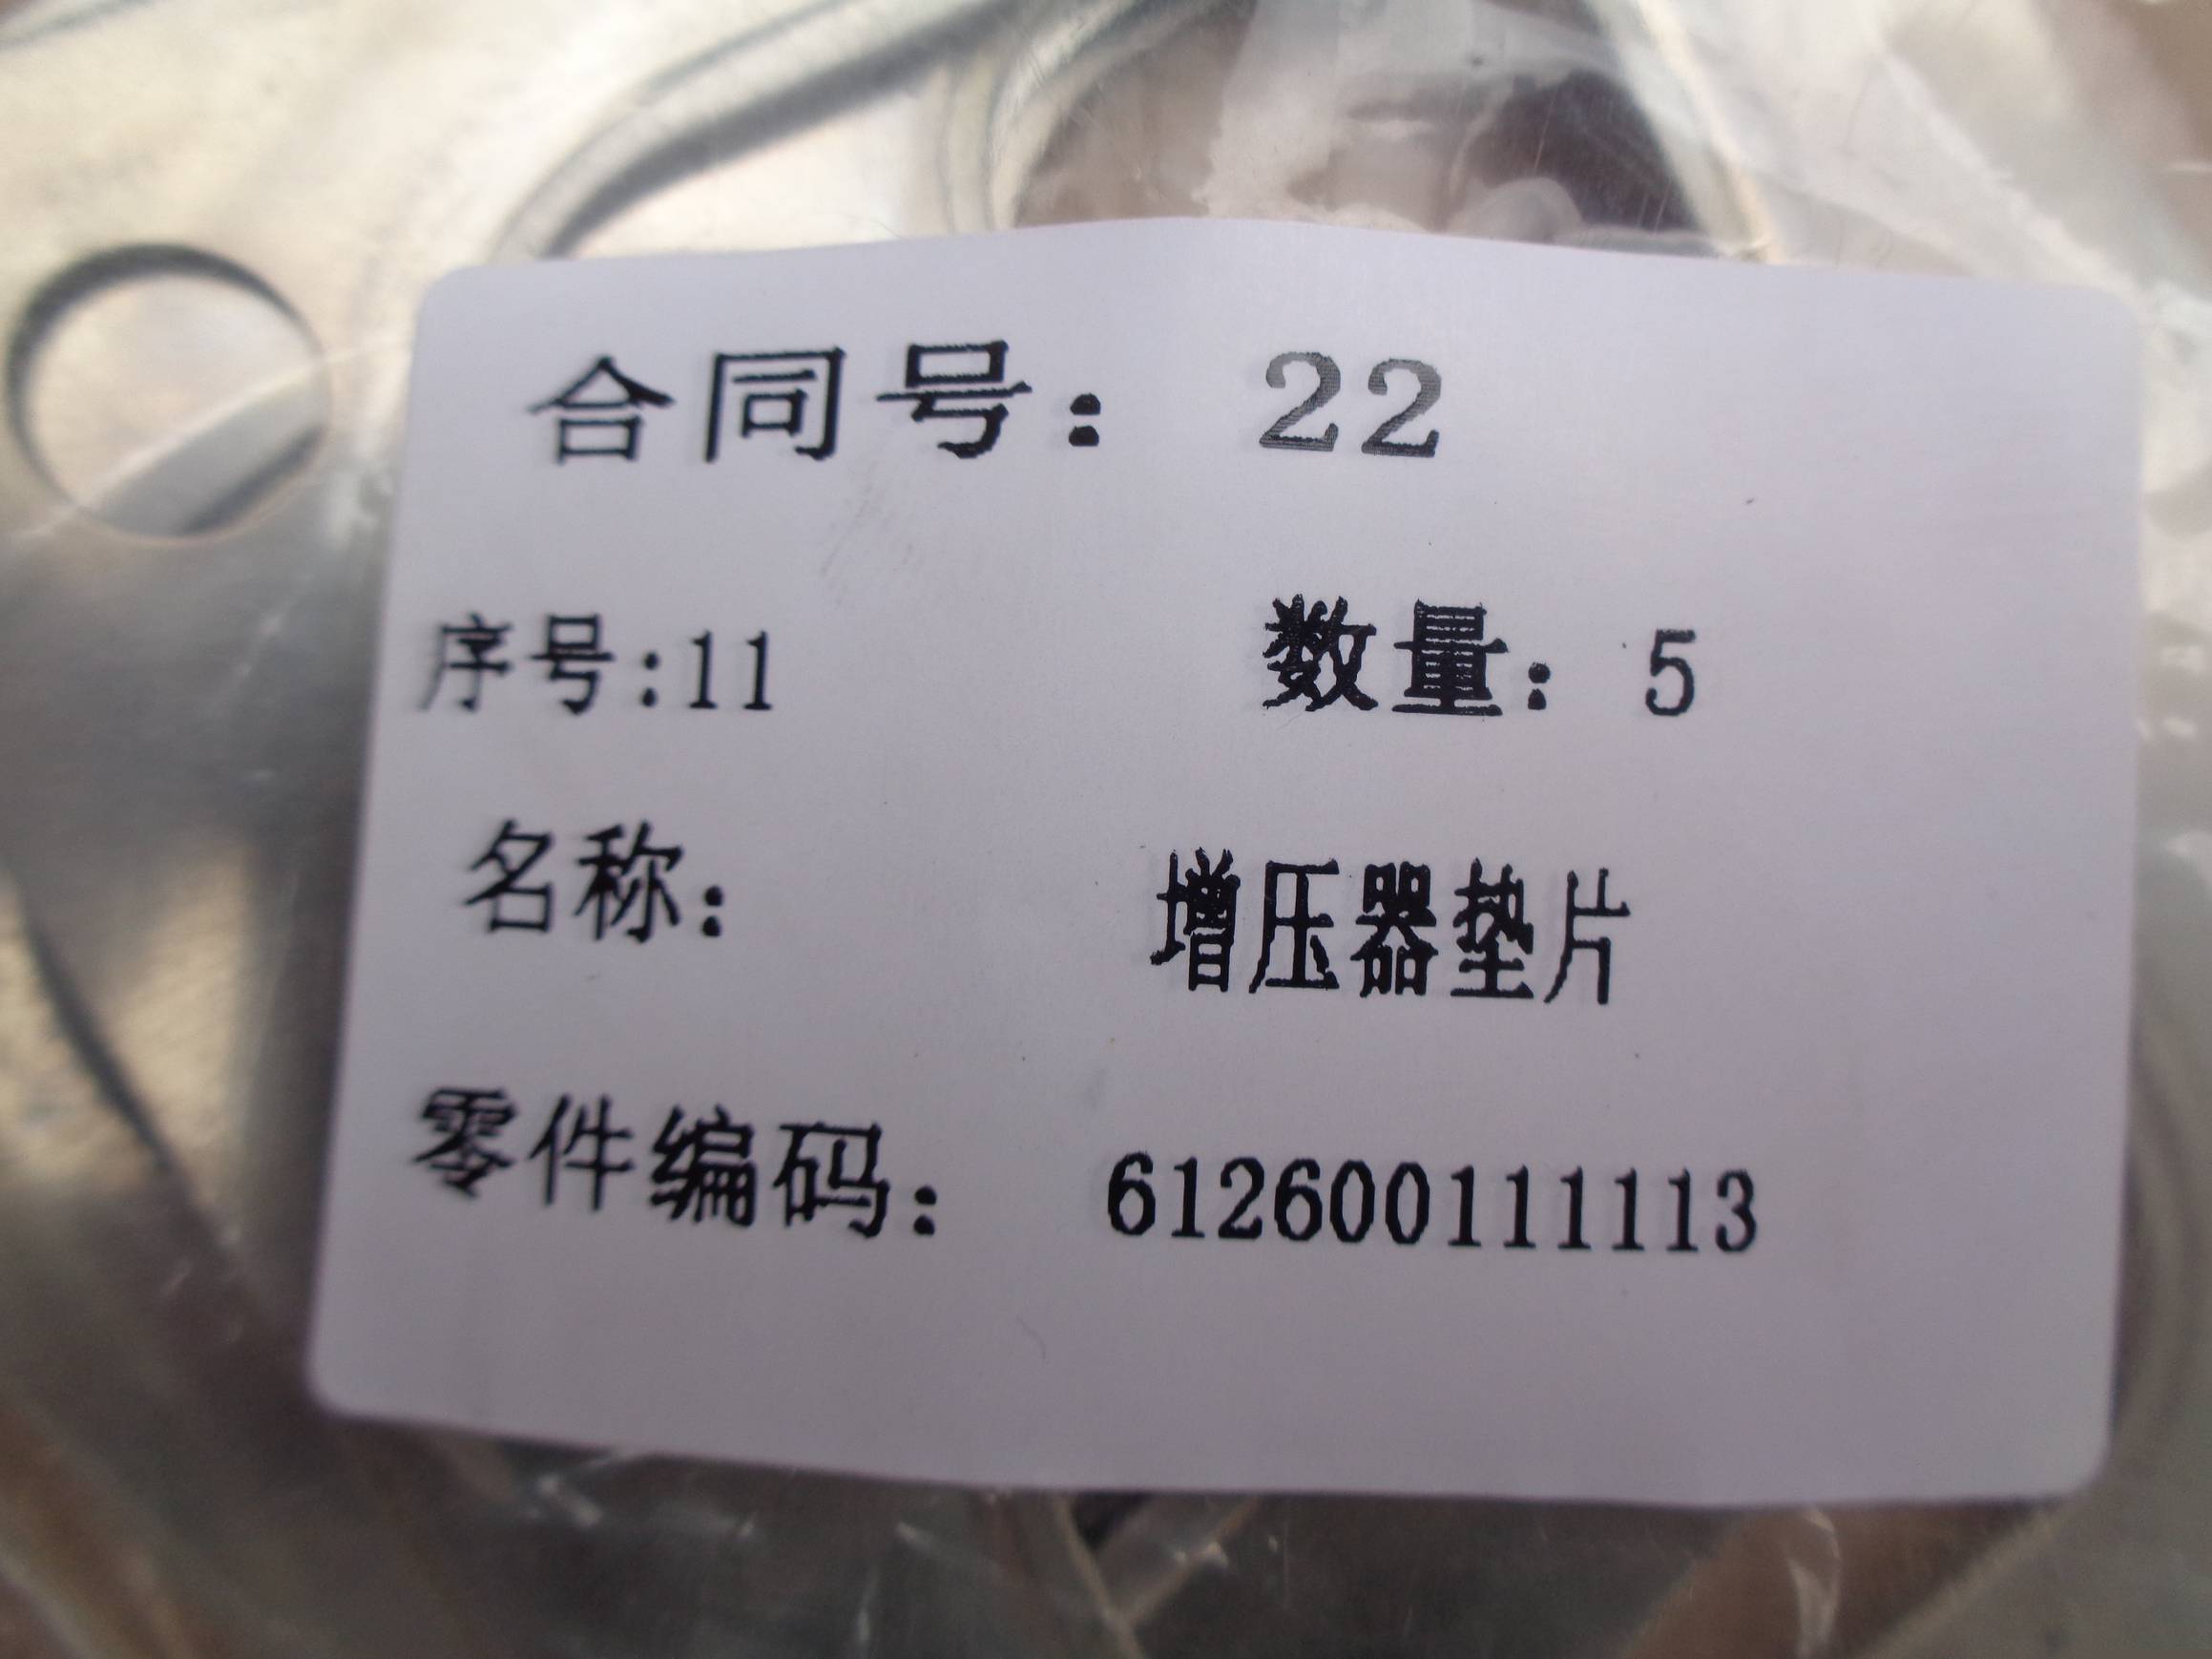 合同号: 22
序号:11 数量: 5
名称: 增压器垫片
零件编码: 612600111113